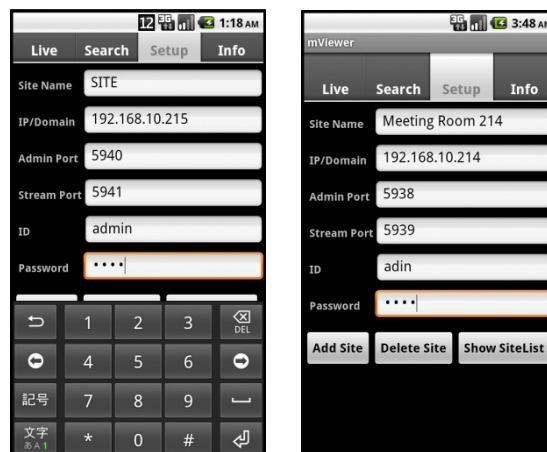 12 3G 1:18 AM
Live Search Setup Info
Site Name SITE
IP/Domain 192.168.10.215
Admin Port 5940
Stream Port 5941
ID admin
Password ••••
1 2 3 DEL
4 5 6
記号 7 8 9
文字 * 0 #
あA1
3G 3:48 AM
mViewer
Live Search Setup Info
Site Name Meeting Room 214
IP/Domain 192.168.10.214
Admin Port 5938
Stream Port 5939
ID adin
Password ••••
Add Site Delete Site Show SiteList